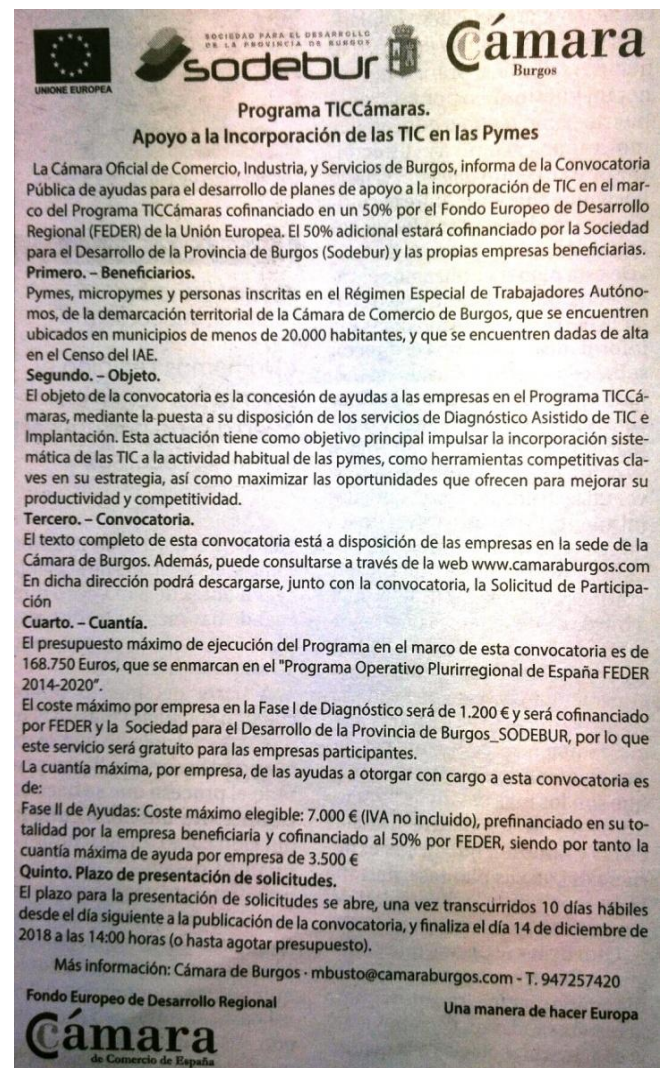 UNIONE EUROPEA
SOCIEDAD PARA EL DESARROLLO
DE LA PROVINCIA DE BURGOS
sodebur
Cámara
Burgos
Programa TICCámaras.
Apoyo a la Incorporación de las TIC en las Pymes
La Cámara Oficial de Comercio, Industria, y Servicios de Burgos, informa de la Convocatoria
Pública de ayudas para el desarrollo de planes de apoyo a la incorporación de TIC en el mar-
co del Programa TICCámaras cofinanciado en un 50% por el Fondo Europeo de Desarrollo
Regional (FEDER) de la Unión Europea. El 50% adicional estará cofinanciado por la Sociedad
para el Desarrollo de la Provincia de Burgos (Sodebur) y las propias empresas beneficiarias.
Primero. – Beneficiarios.
Pymes, micropymes y personas inscritas en el Régimen Especial de Trabajadores Autóno-
mos, de la demarcación territorial de la Cámara de Comercio de Burgos, que se encuentren
ubicados en municipios de menos de 20.000 habitantes, y que se encuentren dadas de alta
en el Censo del IAE.
Segundo. – Objeto.
El objeto de la convocatoria es la concesión de ayudas a las empresas en el Programa TICCá-
maras, mediante la puesta a su disposición de los servicios de Diagnóstico Asistido de TIC e
Implantación. Esta actuación tiene como objetivo principal impulsar la incorporación siste-
mática de las TIC a la actividad habitual de las pymes, como herramientas competitivas cla-
ves en su estrategia, así como maximizar las oportunidades que ofrecen para mejorar su
productividad y competitividad.
Tercero. – Convocatoria.
El texto completo de esta convocatoria está a disposición de las empresas en la sede de la
Cámara de Burgos. Además, puede consultarse a través de la web www.camaraburgos.com
En dicha dirección podrá descargarse, junto con la convocatoria, la Solicitud de Participa-
ción
Cuarto. – Cuantía.
El presupuesto máximo de ejecución del Programa en el marco de esta convocatoria es de
168.750 Euros, que se enmarcan en el "Programa Operativo Plurirregional de España FEDER
2014-2020".
El coste máximo por empresa en la Fase I de Diagnóstico será de 1.200 € y será cofinanciado
por FEDER y la Sociedad para el Desarrollo de la Provincia de Burgos_SODEBUR, por lo que
este servicio será gratuito para las empresas participantes.
La cuantía máxima, por empresa, de las ayudas a otorgar con cargo a esta convocatoria es
de:
Fase II de Ayudas: Coste máximo elegible: 7.000 € (IVA no incluido), prefinanciado en su to-
talidad por la empresa beneficiaria y cofinanciado al 50% por FEDER, siendo por tanto la
cuantía máxima de ayuda por empresa de 3.500 €
Quinto. Plazo de presentación de solicitudes.
El plazo para la presentación de solicitudes se abre, una vez transcurridos 10 días hábiles
desde el día siguiente a la publicación de la convocatoria, y finaliza el día 14 de diciembre de
2018 a las 14:00 horas (o hasta agotar presupuesto).
Más información: Cámara de Burgos · mbusto@camaraburgos.com - T. 947257420
Fondo Europeo de Desarrollo Regional
Una manera de hacer Europa
Cámara
de Comercio de España